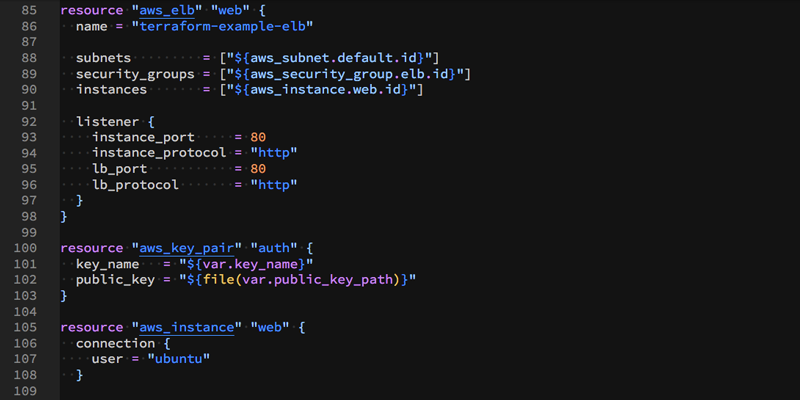 85 resource "aws_elb" "web" {
86   name = "terraform-example-elb"
87
88   subnets         = ["${aws_subnet.default.id}"]
89   security_groups = ["${aws_security_group.elb.id}"]
90   instances       = ["${aws_instance.web.id}"]
91
92   listener {
93     instance_port     = 80
94     instance_protocol = "http"
95     lb_port           = 80
96     lb_protocol       = "http"
97   }
98 }
99
100 resource "aws_key_pair" "auth" {
101   key_name   = "${var.key_name}"
102   public_key = "${file(var.public_key_path)}"
103 }
104
105 resource "aws_instance" "web" {
106   connection {
107     user = "ubuntu"
108   }
109